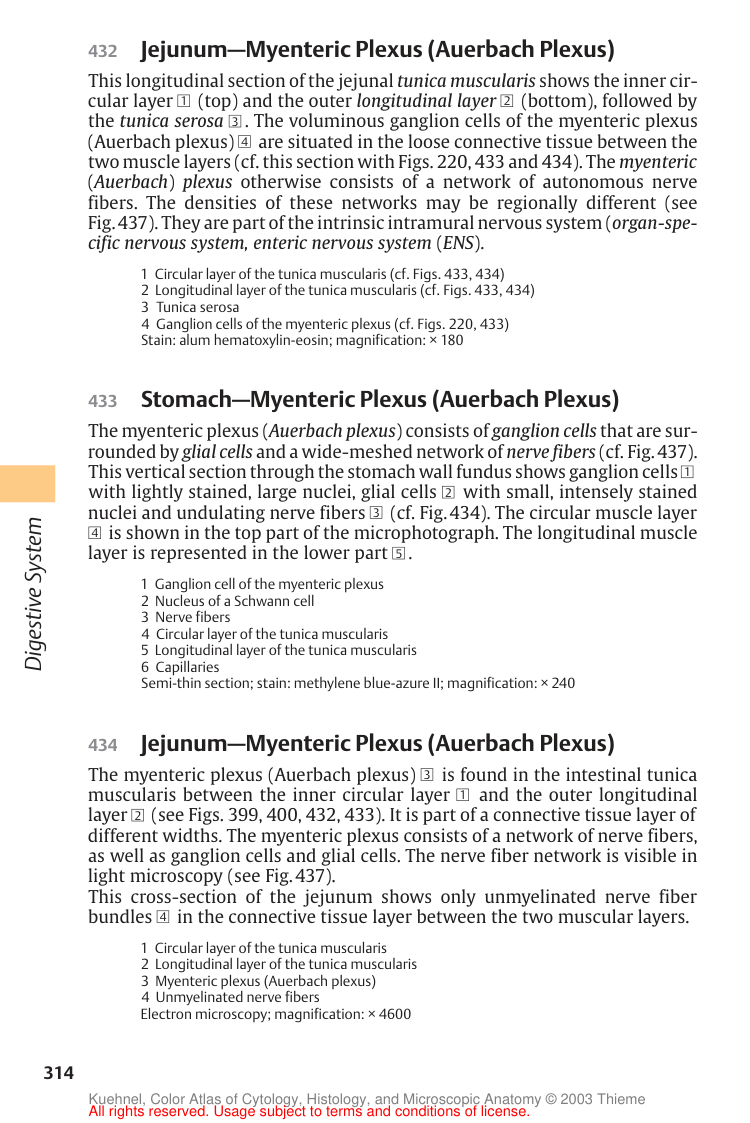 432 Jejunum—Myenteric Plexus (Auerbach Plexus)
This longitudinal section of the jejunal tunica muscularis shows the inner cir-
cular layer 1 (top) and the outer longitudinal layer 2 (bottom), followed by
the tunica serosa 3. The voluminous ganglion cells of the myenteric plexus
(Auerbach plexus) 4 are situated in the loose connective tissue between the
two muscle layers (cf. this section with Figs. 220, 433 and 434). The myenteric
(Auerbach) plexus otherwise consists of a network of autonomous nerve
fibers. The densities of these networks may be regionally different (see
Fig. 437). They are part of the intrinsic intramural nervous system (organ-spe-
cific nervous system, enteric nervous system (ENS).
1 Circular layer of the tunica muscularis (cf. Figs. 433, 434)
2 Longitudinal layer of the tunica muscularis (cf. Figs. 433, 434)
3 Tunica serosa
4 Ganglion cells of the myenteric plexus (cf. Figs. 220, 433)
Stain: alum hematoxylin-eosin; magnification: × 180
433 Stomach—Myenteric Plexus (Auerbach Plexus)
The myenteric plexus (Auerbach plexus) consists of ganglion cells that are sur-
rounded by glial cells and a wide-meshed network of nerve fibers (cf. Fig. 437).
This vertical section through the stomach wall fundus shows ganglion cells 1
with lightly stained, large nuclei, glial cells 2 with small, intensely stained
nuclei and undulating nerve fibers 3 (cf. Fig. 434). The circular muscle layer
4 is shown in the top part of the microphotograph. The longitudinal muscle
layer is represented in the lower part 5.
1 Ganglion cell of the myenteric plexus
2 Nucleus of a Schwann cell
3 Nerve fibers
4 Circular layer of the tunica muscularis
5 Longitudinal layer of the tunica muscularis
6 Capillaries
Semi-thin section; stain: methylene blue-azure II; magnification: × 240
Digestive System
434 Jejunum—Myenteric Plexus (Auerbach Plexus)
The myenteric plexus (Auerbach plexus) 3 is found in the intestinal tunica
muscularis between the inner circular layer 1 and the outer longitudinal
layer 2 (see Figs. 399, 400, 432, 433). It is part of a connective tissue layer of
different widths. The myenteric plexus consists of a network of nerve fibers,
as well as ganglion cells and glial cells. The nerve fiber network is visible in
light microscopy (see Fig. 437).
This cross-section of the jejunum shows only unmyelinated nerve fiber
bundles 4 in the connective tissue layer between the two muscular layers.
1 Circular layer of the tunica muscularis
2 Longitudinal layer of the tunica muscularis
3 Myenteric plexus (Auerbach plexus)
4 Unmyelinated nerve fibers
Electron microscopy; magnification: × 4600
314
Kuehnel, Color Atlas of Cytology, Histology, and Microscopic Anatomy © 2003 Thieme
All rights reserved. Usage subject to terms and conditions of license.